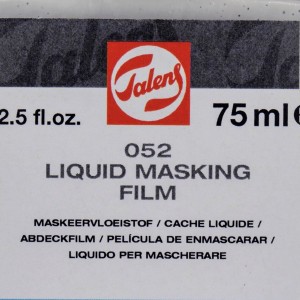 Talens
2.5 fl.oz. 75 ml e
052
LIQUID MASKING
FILM
MASKEERVLOEISTOF / CACHE LIQUIDE /
ABDECKFILM / PELÍCULA DE ENMASCARAR /
LIQUIDO PER MASCHERARE